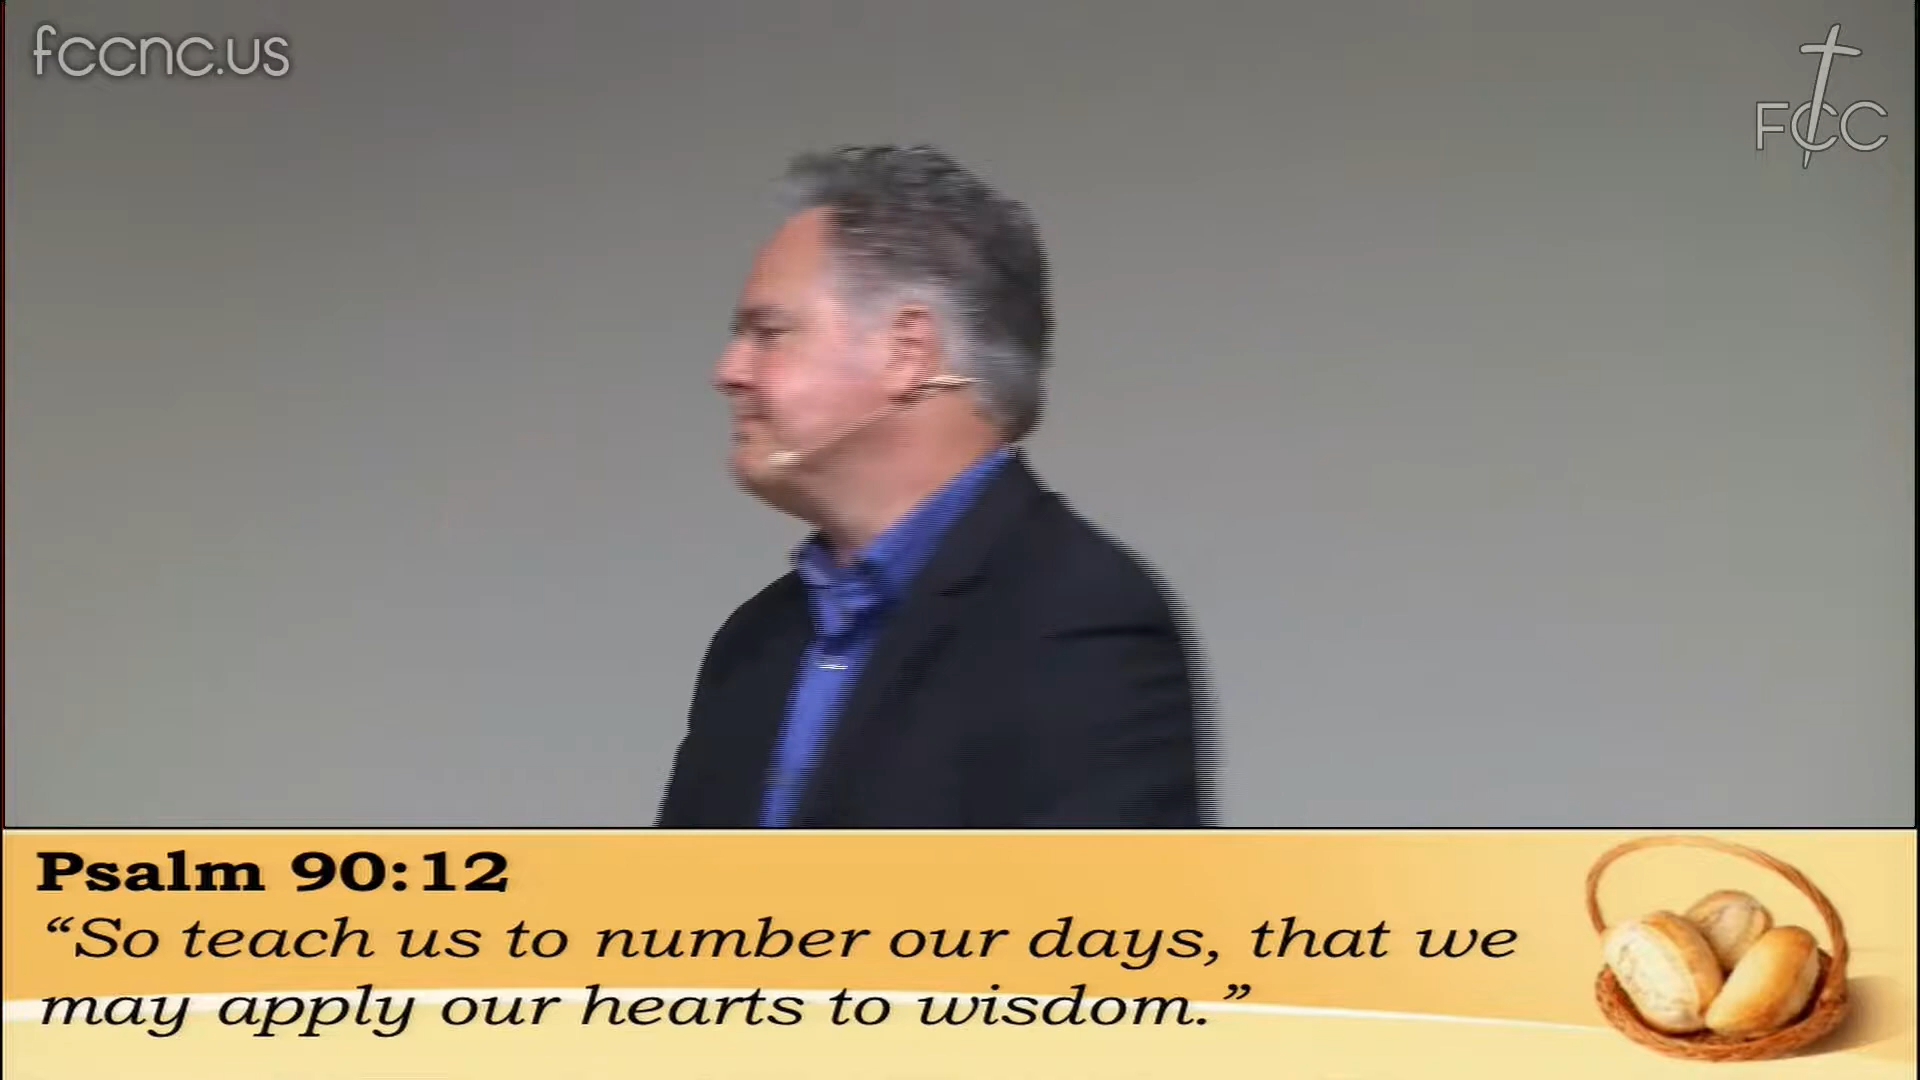 fccnc.us
FCC
Psalm 90:12
“So teach us to number our days, that we
may apply our hearts to wisdom.”